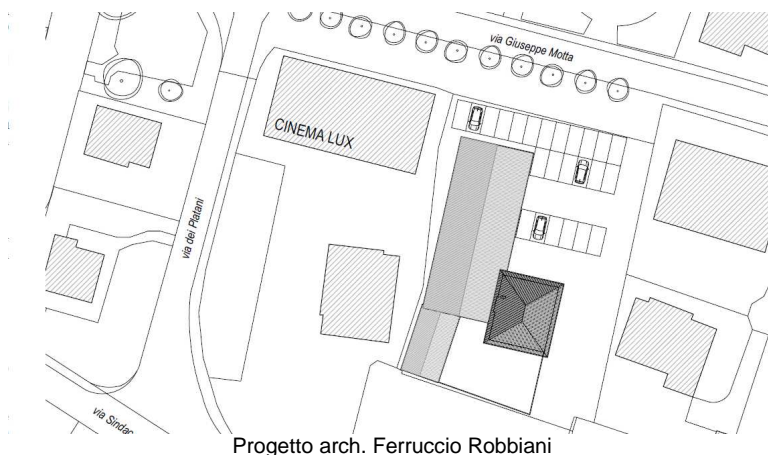 via Giuseppe Motta
CINEMA LUX
via dei Platani
via Sindac
Progetto arch. Ferruccio Robbiani